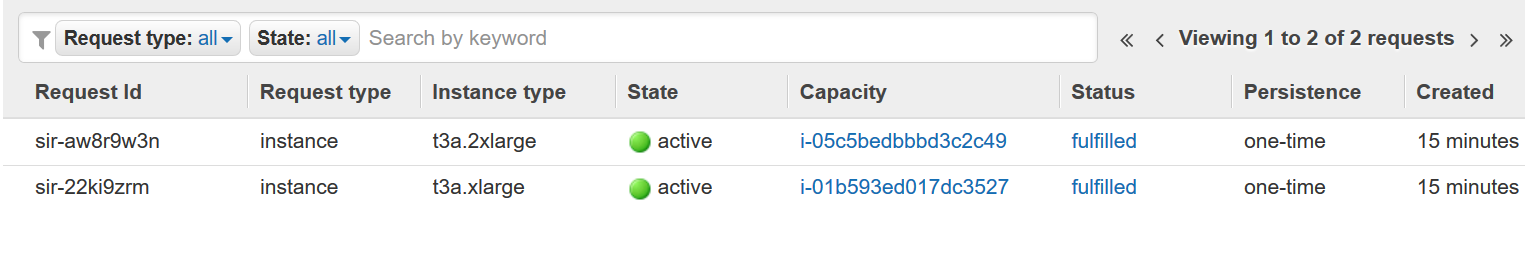 Request type: all State: all Search by keyword Viewing 1 to 2 of 2 requests
Request Id Request type Instance type State Capacity Status Persistence Created
sir-aw8r9w3n instance t3a.2xlarge active i-05c5bedbbbd3c2c49 fulfilled one-time 15 minutes
sir-22ki9zrm instance t3a.xlarge active i-01b593ed017dc3527 fulfilled one-time 15 minutes